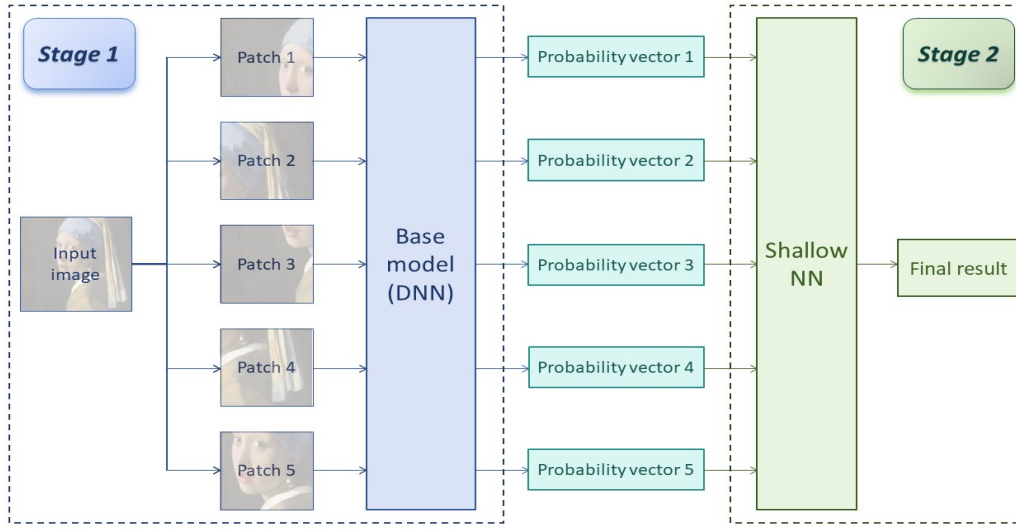 Stage 1
Stage 2
Input
image
Patch 1
Patch 2
Patch 3
Patch 4
Patch 5
Base
model
(DNN)
Probability vector 1
Probability vector 2
Probability vector 3
Probability vector 4
Probability vector 5
Shallow
NN
Final result